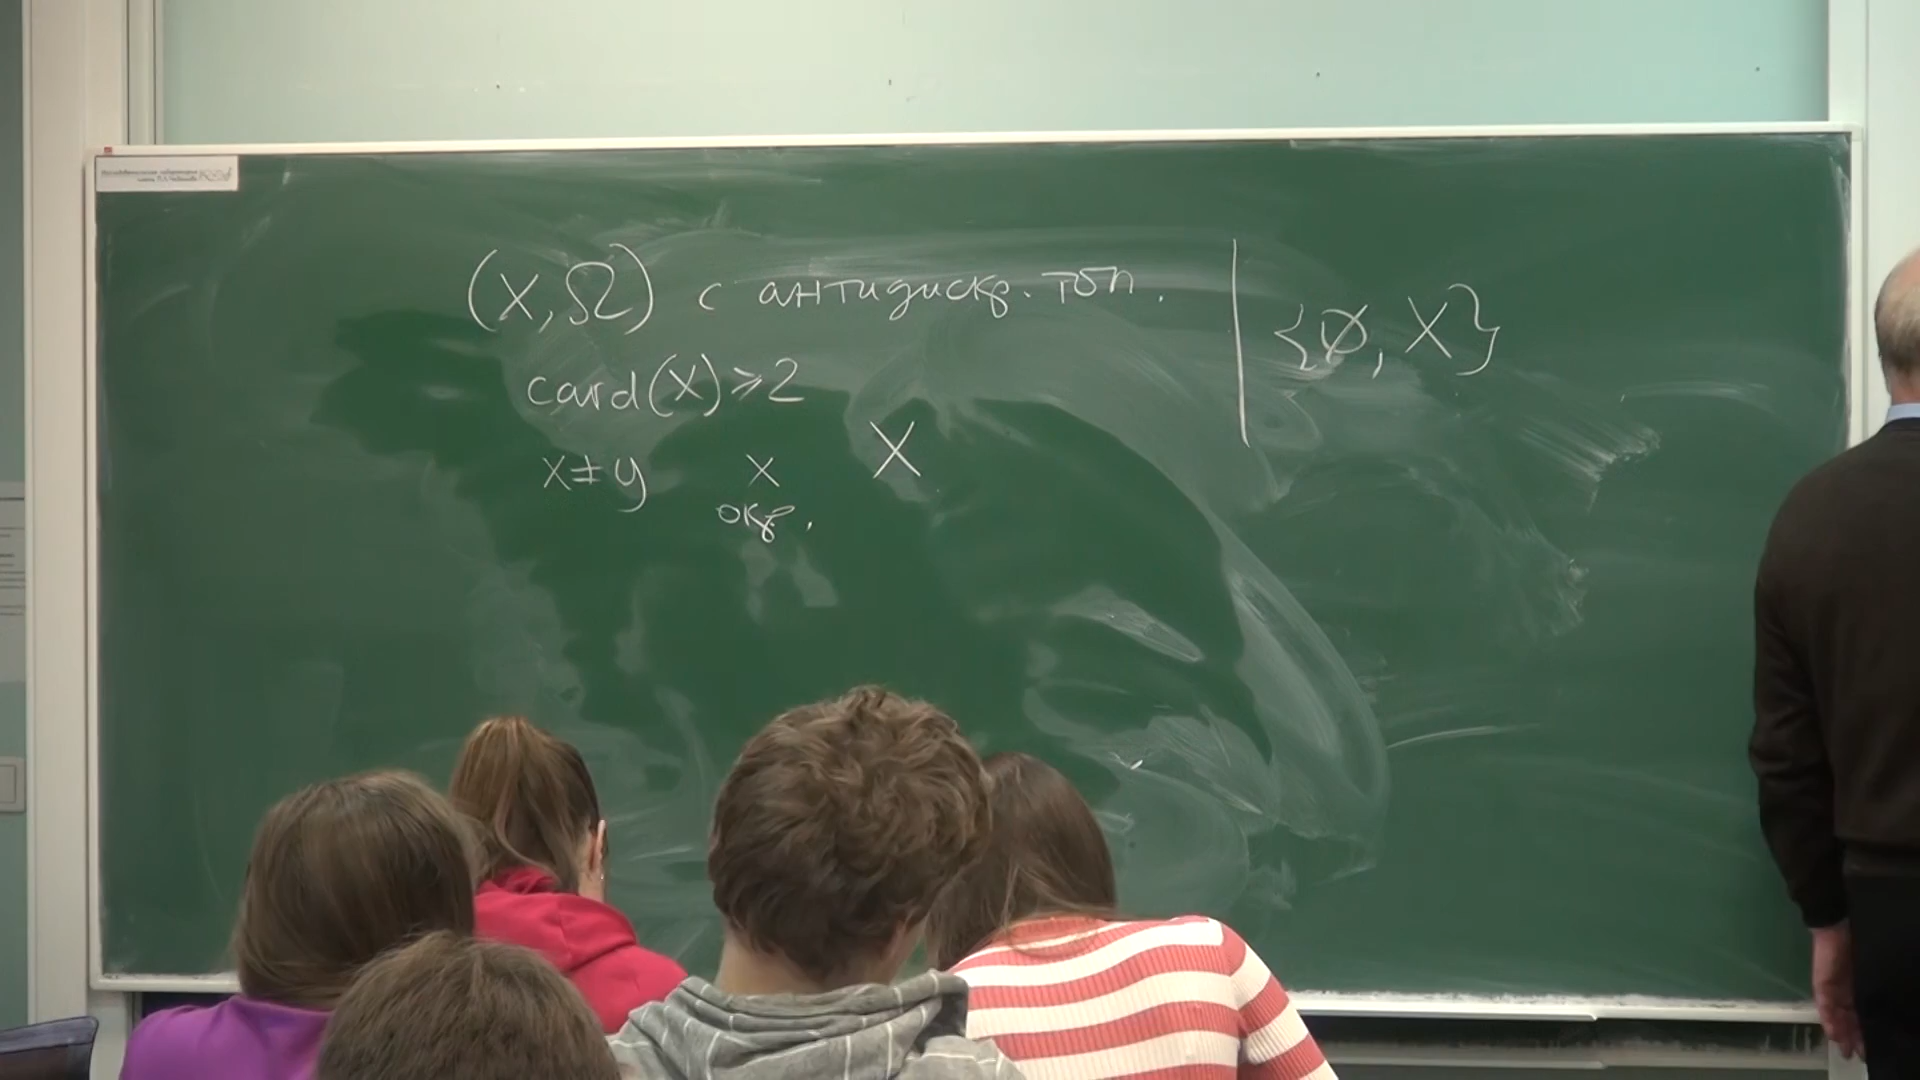 (X, Ω) с антидискр. топ.
card(X) ⩾ 2
x ≠ y x X
окр.
{∅, X}